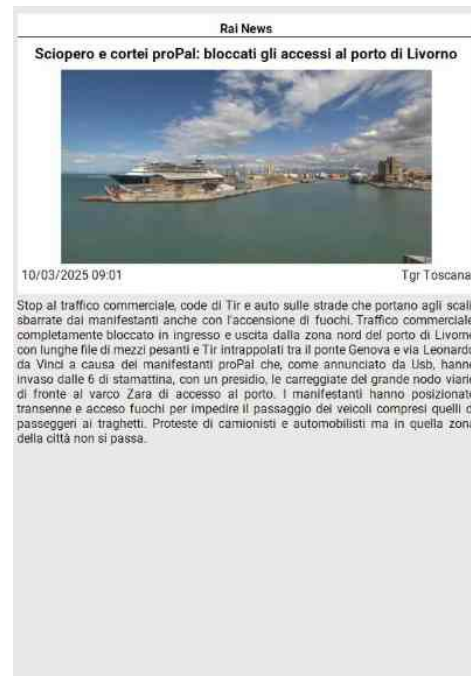 Rai News
Sciopero e cortei proPal: bloccati gli accessi al porto di Livorno
10/03/2025 09:01
Tgr Toscana
Stop al traffico commerciale, code di Tir e auto sulle strade che portano agli scali
sbarrate dai manifestanti anche con l'accensione di fuochi. Traffico commerciale
completamente bloccato in ingresso e uscita dalla zona nord del porto di Livorno
con lunghe file di mezzi pesanti e Tir intrappolati tra il ponte Genova e via Leonardo
da Vinci a causa dei manifestanti proPal che, come annunciato da Usb, hanno
invaso dalle 6 di stamattina, con un presidio, le carreggiate del grande nodo viario
di fronte al varco Zara di accesso al porto. I manifestanti hanno posizionato
transenne e acceso fuochi per impedire il passaggio dei veicoli compresi quelli d
passeggeri ai traghetti. Proteste di camionisti e automobilisti ma in quella zona
della città non si passa.